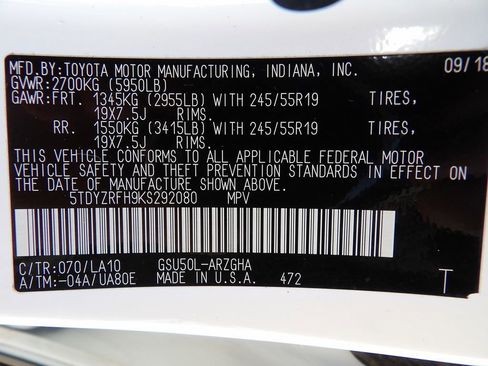 MFD.BY:TOYOTA MOTOR MANUFACTURING, INDIANA, INC. 09/18
GVWR:2700KG (5950LB)
GAWR:FRT. 1345KG (2955LB) WITH 245/55R19 TIRES,
19X7.5J RIMS.
RR. 1550KG (3415LB) WITH 245/55R19 TIRES,
19X7.5J RIMS.
THIS VEHICLE CONFORMS TO ALL APPLICABLE FEDERAL MOTOR
VEHICLE SAFETY AND THEFT PREVENTION STANDARDS IN EFFECT ON
THE DATE OF MANUFACTURE SHOWN ABOVE.
5TDYZRFH9KS292080 MPV
C/TR:070/LA10 GSU50L-ARZGHA
A/TM:-04A/UA80E MADE IN U.S.A. 472 T